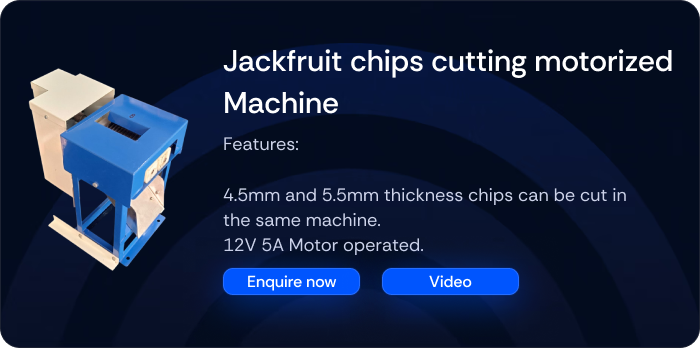 Jackfruit chips cutting motorized
Machine
Features:
4.5mm and 5.5mm thickness chips can be cut in
the same machine.
12V 5A Motor operated.
Enquire now
Video